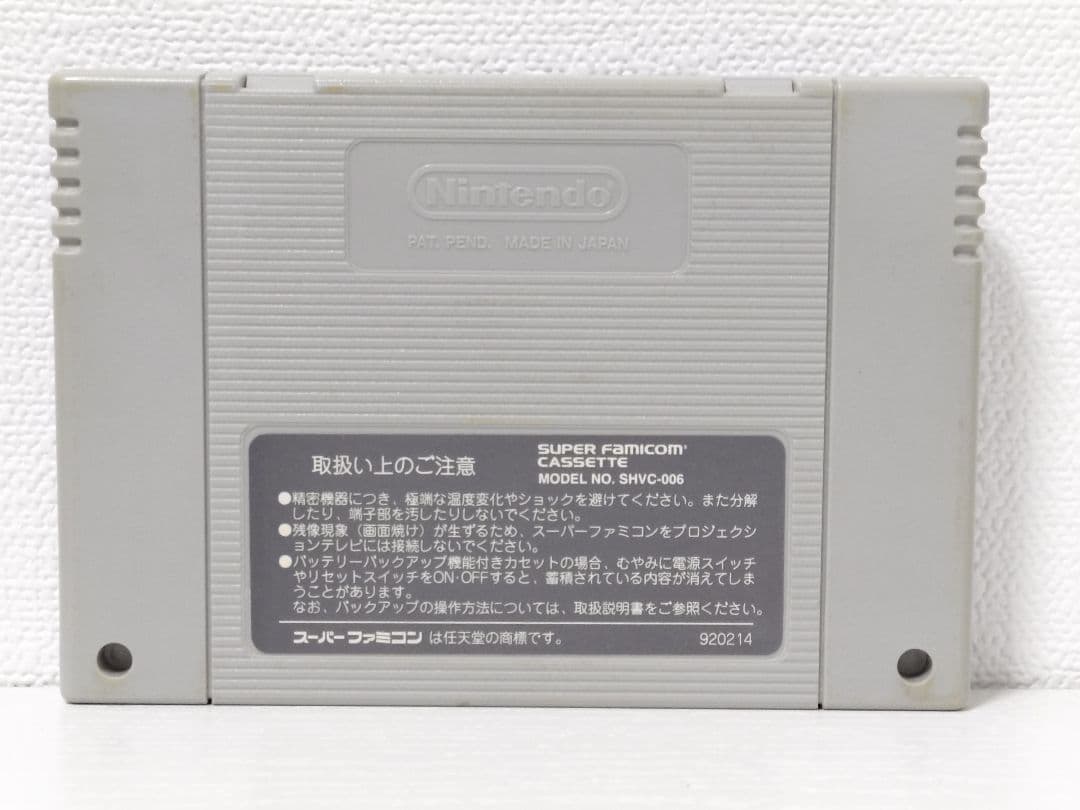 Nintendo
PAT. PEND. MADE IN JAPAN
取扱い上のご注意
SUPER FAMICOM
CASSETTE
MODEL NO. SHVC-006
●精密機器につき、極端な温度変化やショックを避けてください。また分解
したり、端子部を汚したりしないでください。
●残像現象（画面焼け）が生ずるため、スーパーファミコンをプロジェクシ
ョンテレビには接続しないでください。
●バッテリーバックアップ機能付きカセットの場合、むやみに電源スイッチ
やリセットスイッチをON・OFFすると、蓄積されている内容が消えてしま
うことがあります。
なお、バックアップの操作方法については、取扱説明書をご参照ください。
スーパーファミコンは任天堂の商標です。
920214